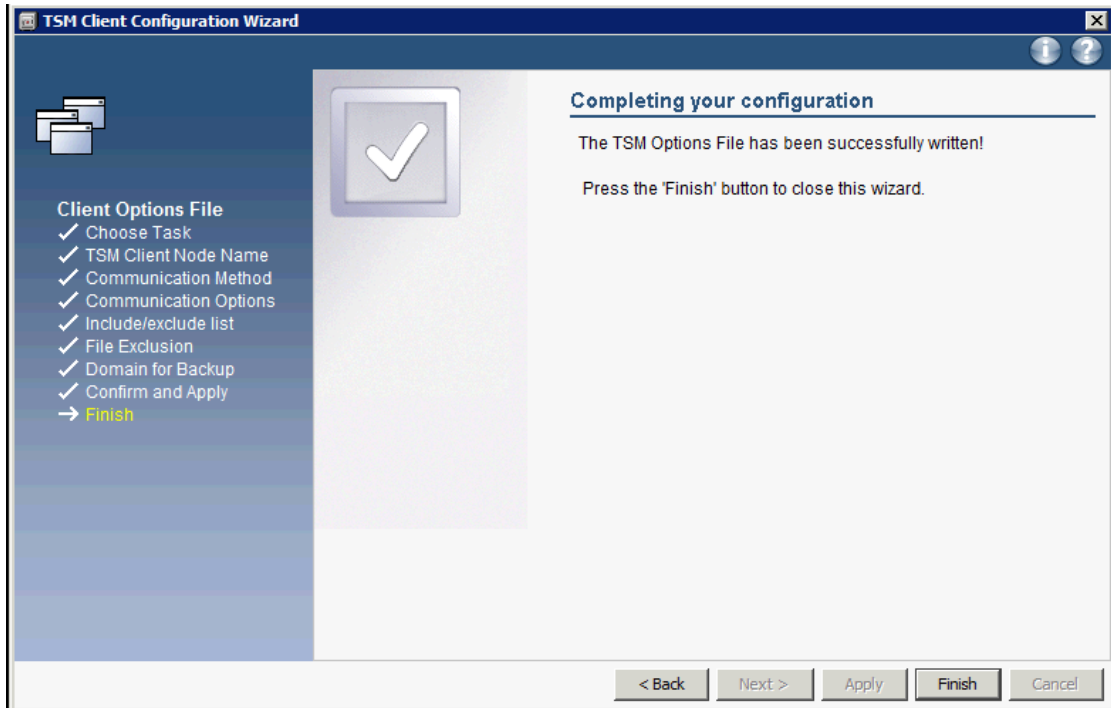 TSM Client Configuration Wizard
Client Options File
Choose Task
TSM Client Node Name
Communication Method
Communication Options
Include/exclude list
File Exclusion
Domain for Backup
Confirm and Apply
Finish
Completing your configuration
The TSM Options File has been successfully written!
Press the 'Finish' button to close this wizard.
< Back Next > Apply Finish Cancel